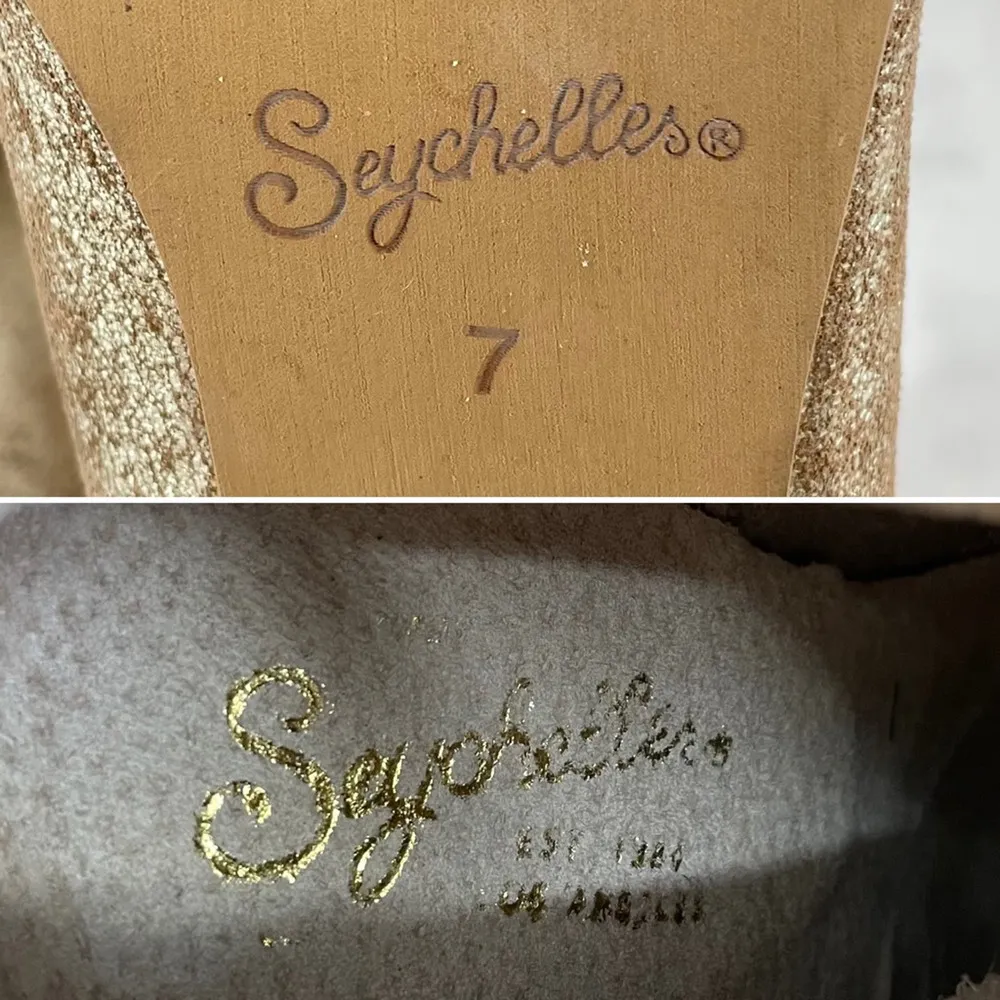 Seychelles®
7
Seychelles
EST 1984
LOS ANGELES